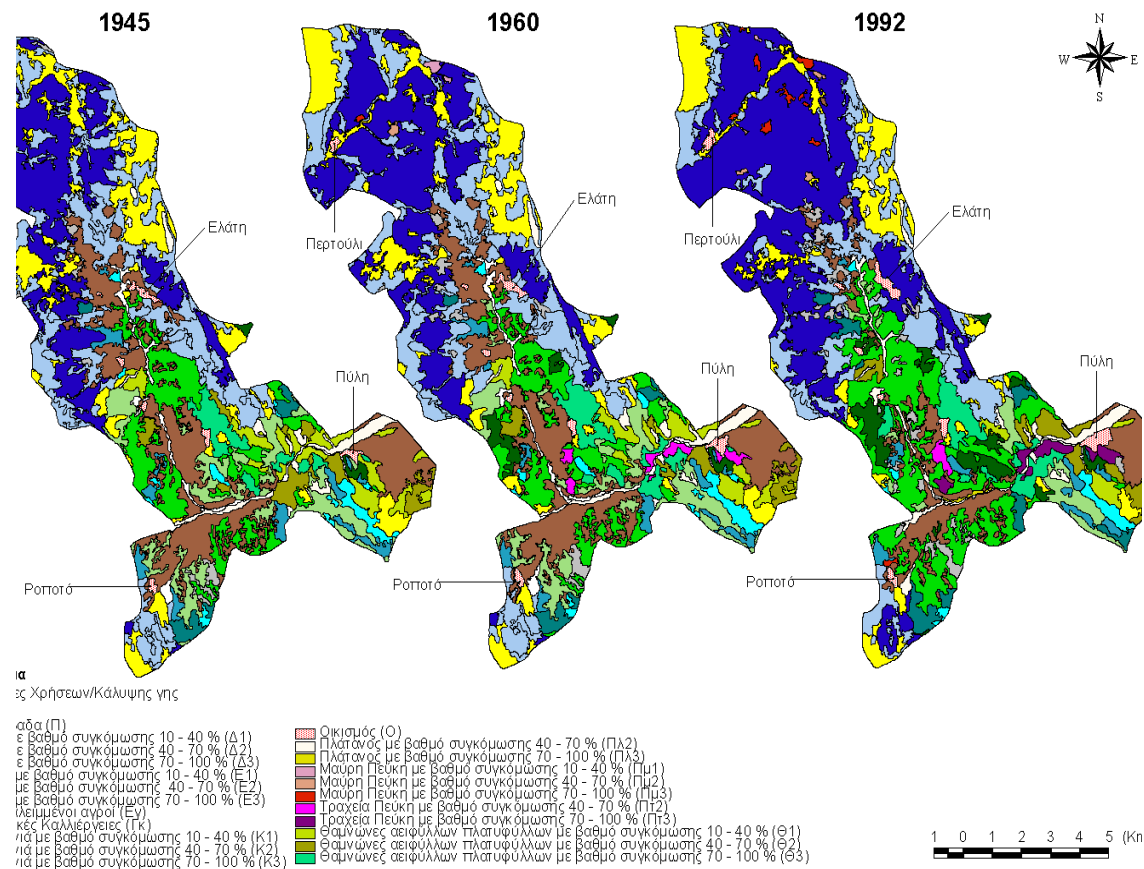 1945
1960
1992
N
W E
S
Ελάτη
Περτούλι
Πύλη
Ροποτό
Ελάτη
Περτούλι
Πύλη
Ροποτό
Ελάτη
Πύλη
Ροποτό
α
ες Χρήσεων/Κάλυψης γης
αδα (Π)
ε βαθμό συγκόμωσης 10 - 40 % (Δ1)
ε βαθμό συγκόμωσης 40 - 70 % (Δ2)
ε βαθμό συγκόμωσης 70 - 100 % (Δ3)
με βαθμό συγκόμωσης 10 - 40 % (Ε1)
με βαθμό συγκόμωσης 40 - 70 % (Ε2)
με βαθμό συγκόμωσης 70 - 100 % (Ε3)
λειμμένοι αγροί (Εγ)
κές Καλλιέργειες (Γκ)
νιά με βαθμό συγκόμωσης 10 - 40 % (Κ1)
νιά με βαθμό συγκόμωσης 40 - 70 % (Κ2)
νιά με βαθμό συγκόμωσης 70 - 100 % (Κ3)
Οικισμός (Ο)
Πλάτανος με βαθμό συγκόμωσης 40 - 70 % (Πλ2)
Πλάτανος με βαθμό συγκόμωσης 70 - 100 % (Πλ3)
Μαύρη Πεύκη με βαθμό συγκόμωσης 10 - 40 % (Πμ1)
Μαύρη Πεύκη με βαθμό συγκόμωσης 40 - 70 % (Πμ2)
Μαύρη Πεύκη με βαθμό συγκόμωσης 70 - 100 % (Πμ3)
Τραχεία Πεύκη με βαθμό συγκόμωσης 40 - 70 % (Πτ2)
Τραχεία Πεύκη με βαθμό συγκόμωσης 70 - 100 % (Πτ3)
Θαμνώνες αειφύλλων πλατυφύλλων με βαθμό συγκόμωσης 10 - 40% (Θ1)
Θαμνώνες αειφύλλων πλατυφύλλων με βαθμό συγκόμωσης 40 - 70% (Θ2)
Θαμνώνες αειφύλλων πλατυφύλλων με βαθμό συγκόμωσης 70 - 100% (Θ3)
1 0 1 2 3 4 5 (Km